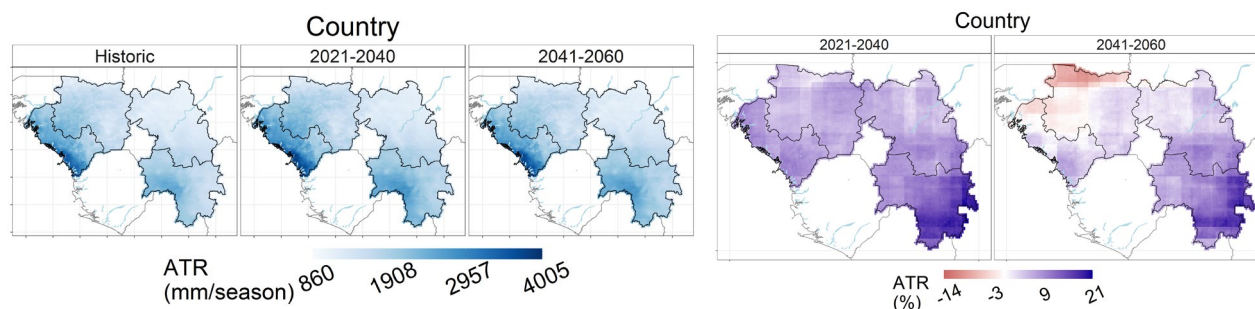 Country
Historic
2021-2040
2041-2060
ATR
(mm/season)
860
1908
2957
4005
Country
2021-2040
2041-2060
ATR
(%)
-14
-3
9
21